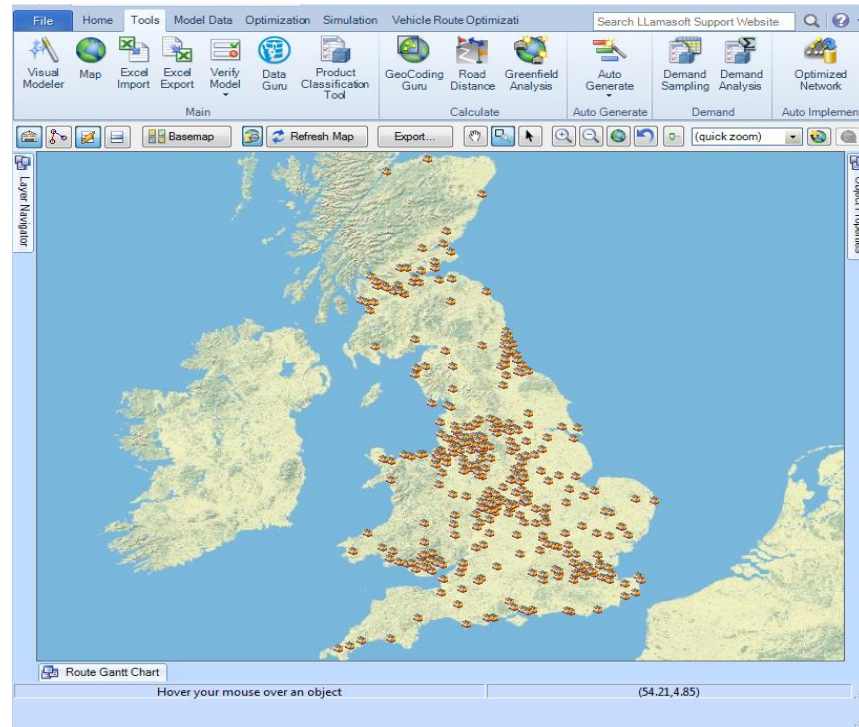 File Home Tools Model Data Optimization Simulation Vehicle Route Optimizati Search LLamasoft Support Website
Visual Modeler
Map
Excel Import
Excel Export
Verify Model
Data Guru
Product Classification Tool
GeoCoding Guru
Road Distance
Greenfield Analysis
Auto Generate
Demand Sampling
Demand Analysis
Optimized Network
Main Calculate Auto Generate Demand Auto Implemen
Basemap Refresh Map Export... (quick zoom)
Layer Navigator
Route Gantt Chart
Hover your mouse over an object (54.21,4.85)